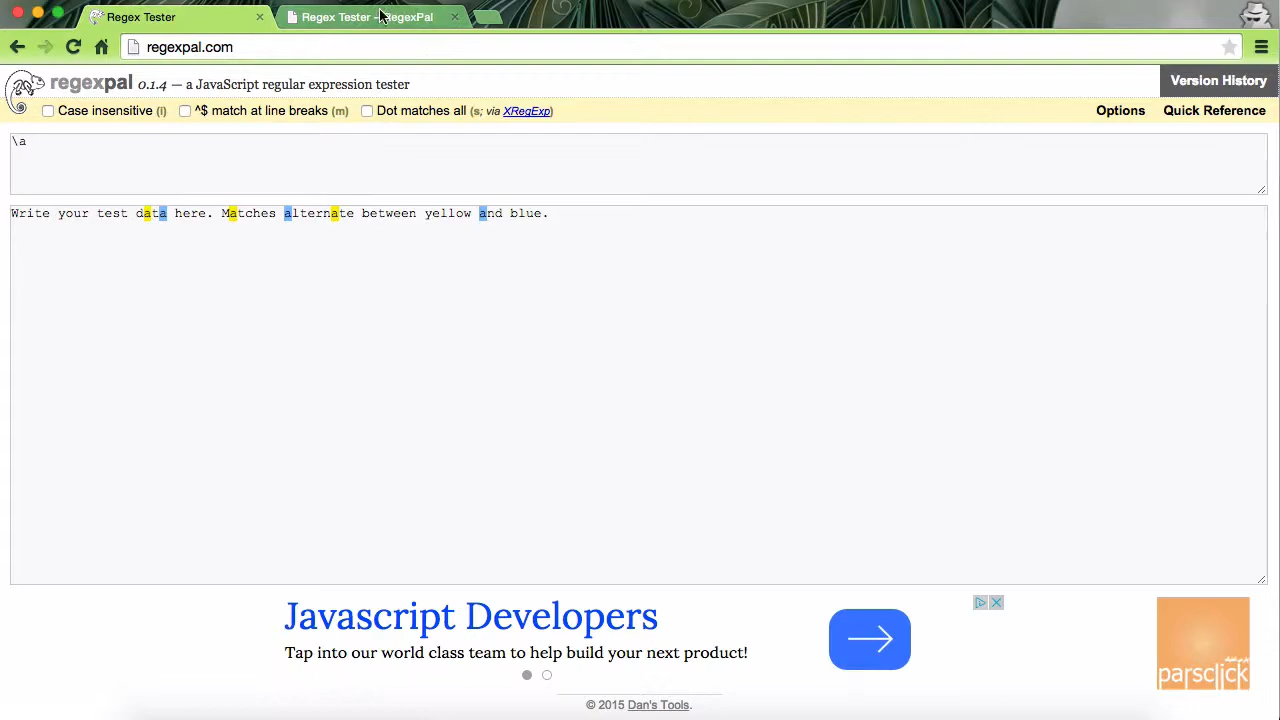 Regex Tester
Regex Tester - RegexPal
regexpal.com
regexpal 0.1.4 — a JavaScript regular expression tester
Version History
Case insensitive (i)
^$ match at line breaks (m)
Dot matches all (s; via XRegExp)
Options
Quick Reference
\a
Write your test data here. Matches alternate between yellow and blue.
Javascript Developers
Tap into our world class team to help build your next product!
© 2015 Dan's Tools.
parsclick